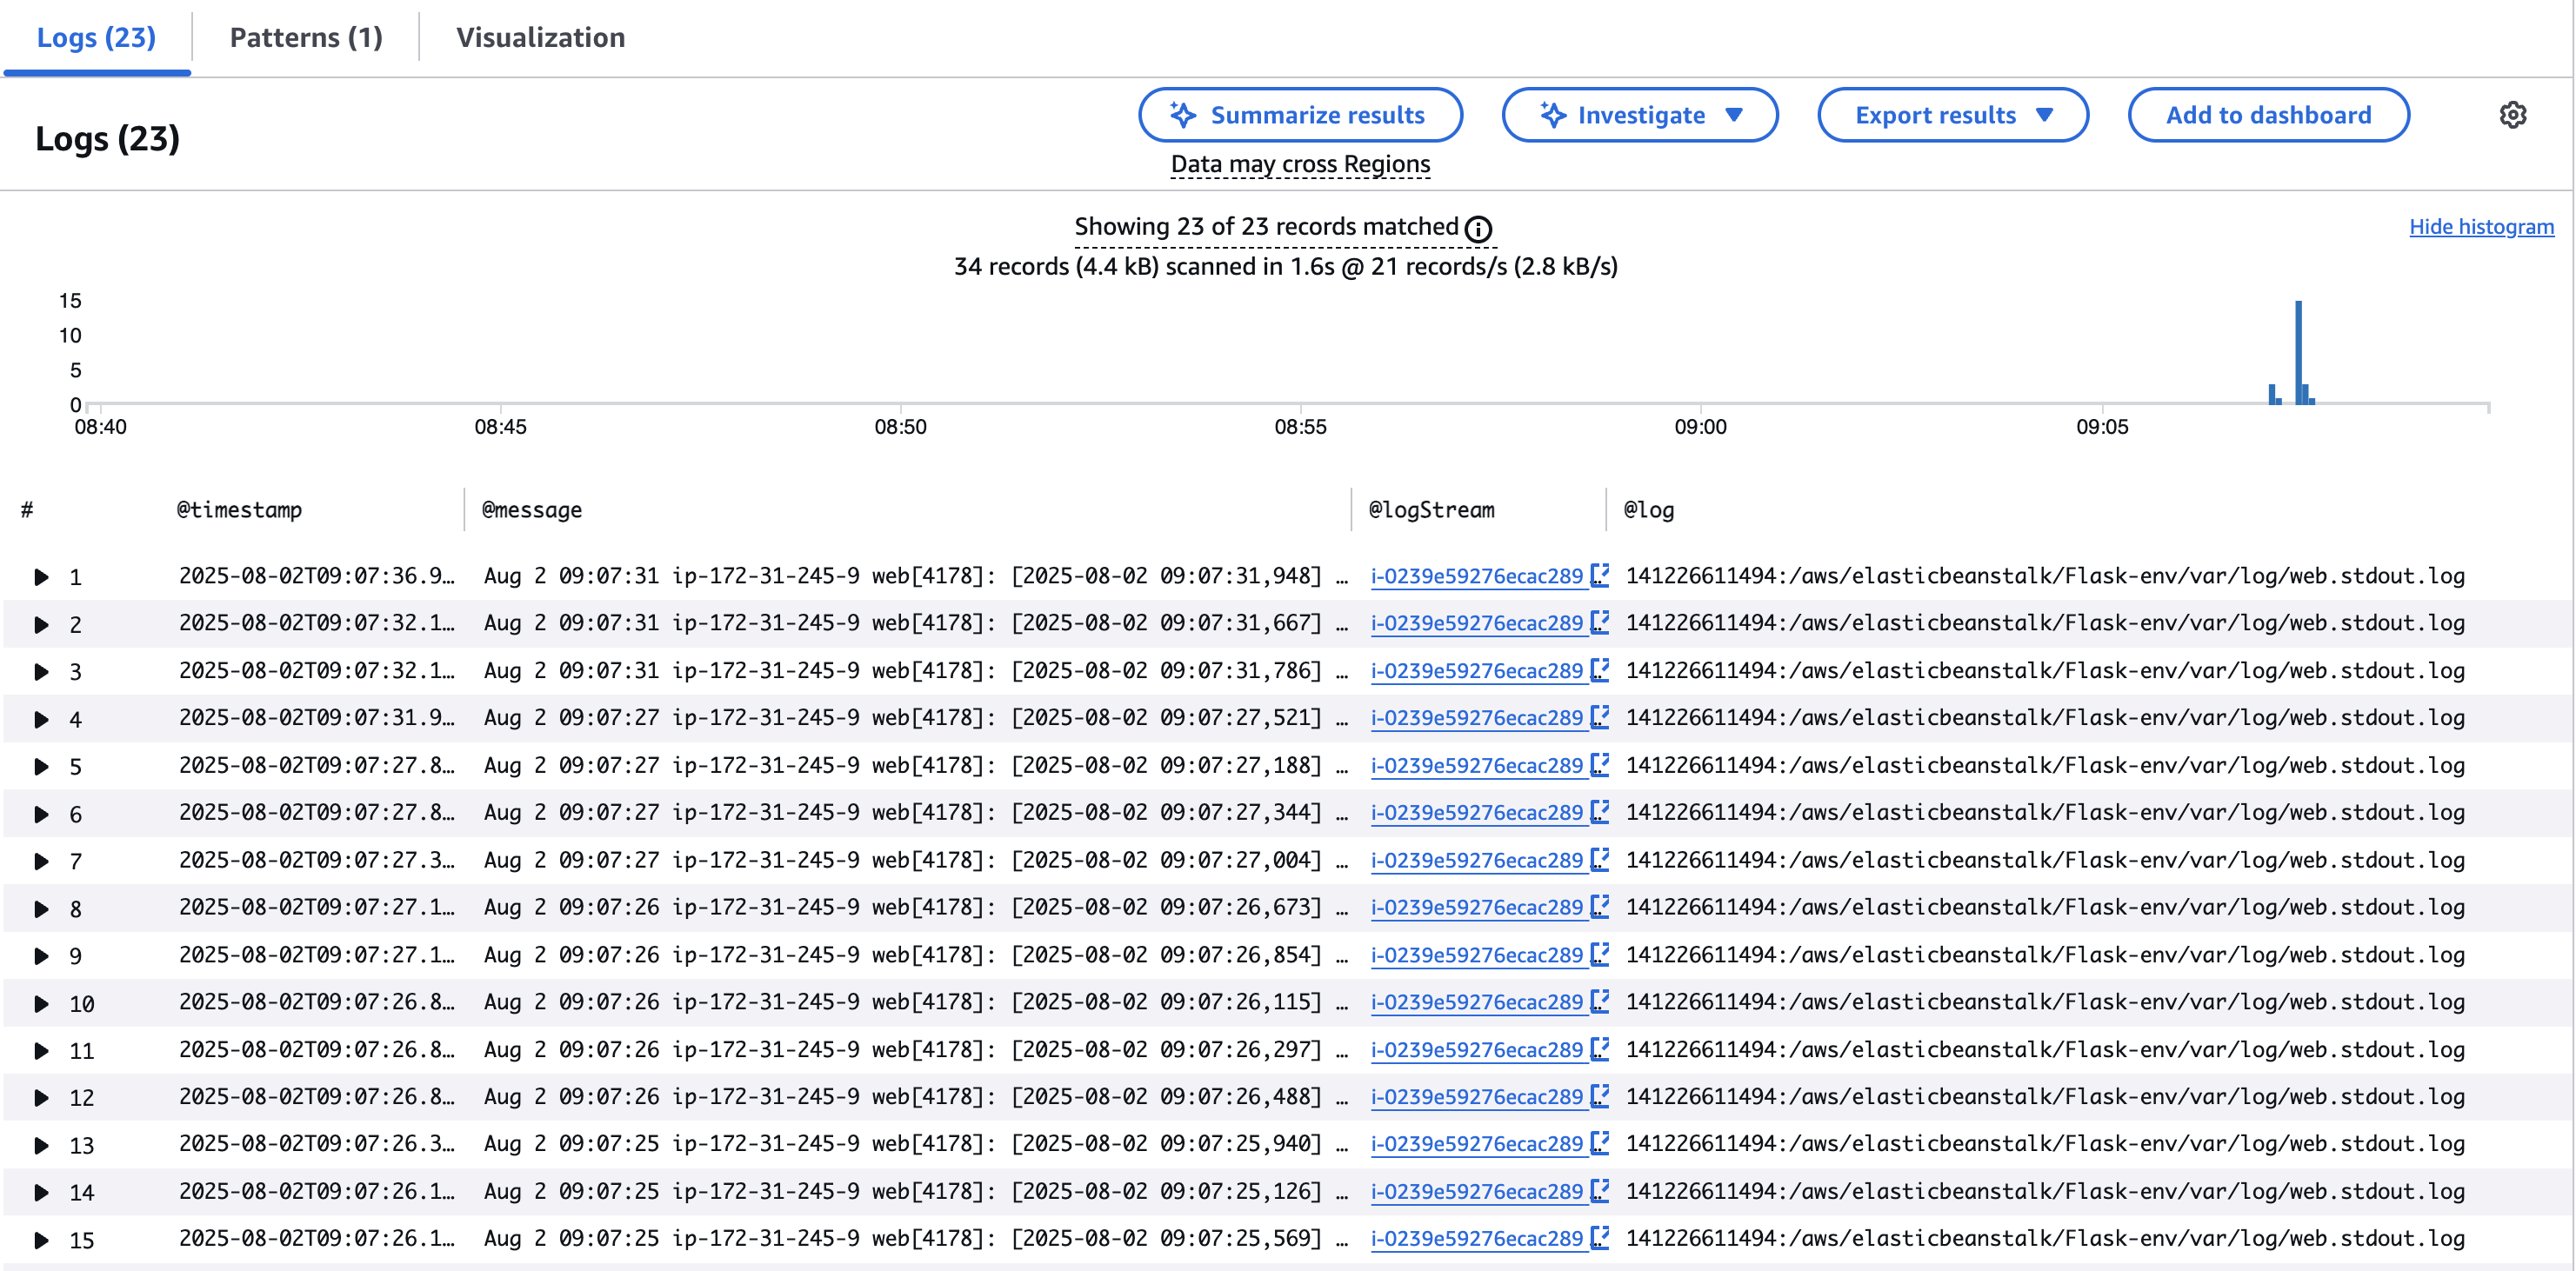 Logs (23) Patterns (1) Visualization
Logs (23) Summarize results Investigate Export results Add to dashboard
Data may cross Regions
Showing 23 of 23 records matched Hide histogram
34 records (4.4 kB) scanned in 1.6s @ 21 records/s (2.8 kB/s)
15
10
5
0
08:40 08:45 08:50 08:55 09:00 09:05
# @timestamp @message @logStream @log
1 2025-08-02T09:07:36.9… Aug 2 09:07:31 ip-172-31-245-9 web[4178]: [2025-08-02 09:07:31,948] … i-0239e59276ecac289 … 141226611494:/aws/elasticbeanstalk/Flask-env/var/log/web.stdout.log
2 2025-08-02T09:07:32.1… Aug 2 09:07:31 ip-172-31-245-9 web[4178]: [2025-08-02 09:07:31,667] … i-0239e59276ecac289 … 141226611494:/aws/elasticbeanstalk/Flask-env/var/log/web.stdout.log
3 2025-08-02T09:07:32.1… Aug 2 09:07:31 ip-172-31-245-9 web[4178]: [2025-08-02 09:07:31,786] … i-0239e59276ecac289 … 141226611494:/aws/elasticbeanstalk/Flask-env/var/log/web.stdout.log
4 2025-08-02T09:07:31.9… Aug 2 09:07:27 ip-172-31-245-9 web[4178]: [2025-08-02 09:07:27,521] … i-0239e59276ecac289 … 141226611494:/aws/elasticbeanstalk/Flask-env/var/log/web.stdout.log
5 2025-08-02T09:07:27.8… Aug 2 09:07:27 ip-172-31-245-9 web[4178]: [2025-08-02 09:07:27,188] … i-0239e59276ecac289 … 141226611494:/aws/elasticbeanstalk/Flask-env/var/log/web.stdout.log
6 2025-08-02T09:07:27.8… Aug 2 09:07:27 ip-172-31-245-9 web[4178]: [2025-08-02 09:07:27,344] … i-0239e59276ecac289 … 141226611494:/aws/elasticbeanstalk/Flask-env/var/log/web.stdout.log
7 2025-08-02T09:07:27.3… Aug 2 09:07:27 ip-172-31-245-9 web[4178]: [2025-08-02 09:07:27,004] … i-0239e59276ecac289 … 141226611494:/aws/elasticbeanstalk/Flask-env/var/log/web.stdout.log
8 2025-08-02T09:07:27.1… Aug 2 09:07:26 ip-172-31-245-9 web[4178]: [2025-08-02 09:07:26,673] … i-0239e59276ecac289 … 141226611494:/aws/elasticbeanstalk/Flask-env/var/log/web.stdout.log
9 2025-08-02T09:07:27.1… Aug 2 09:07:26 ip-172-31-245-9 web[4178]: [2025-08-02 09:07:26,854] … i-0239e59276ecac289 … 141226611494:/aws/elasticbeanstalk/Flask-env/var/log/web.stdout.log
10 2025-08-02T09:07:26.8… Aug 2 09:07:26 ip-172-31-245-9 web[4178]: [2025-08-02 09:07:26,115] … i-0239e59276ecac289 … 141226611494:/aws/elasticbeanstalk/Flask-env/var/log/web.stdout.log
11 2025-08-02T09:07:26.8… Aug 2 09:07:26 ip-172-31-245-9 web[4178]: [2025-08-02 09:07:26,297] … i-0239e59276ecac289 … 141226611494:/aws/elasticbeanstalk/Flask-env/var/log/web.stdout.log
12 2025-08-02T09:07:26.8… Aug 2 09:07:26 ip-172-31-245-9 web[4178]: [2025-08-02 09:07:26,488] … i-0239e59276ecac289 … 141226611494:/aws/elasticbeanstalk/Flask-env/var/log/web.stdout.log
13 2025-08-02T09:07:26.3… Aug 2 09:07:25 ip-172-31-245-9 web[4178]: [2025-08-02 09:07:25,940] … i-0239e59276ecac289 … 141226611494:/aws/elasticbeanstalk/Flask-env/var/log/web.stdout.log
14 2025-08-02T09:07:26.1… Aug 2 09:07:25 ip-172-31-245-9 web[4178]: [2025-08-02 09:07:25,126] … i-0239e59276ecac289 … 141226611494:/aws/elasticbeanstalk/Flask-env/var/log/web.stdout.log
15 2025-08-02T09:07:26.1… Aug 2 09:07:25 ip-172-31-245-9 web[4178]: [2025-08-02 09:07:25,569] … i-0239e59276ecac289 … 141226611494:/aws/elasticbeanstalk/Flask-env/var/log/web.stdout.log